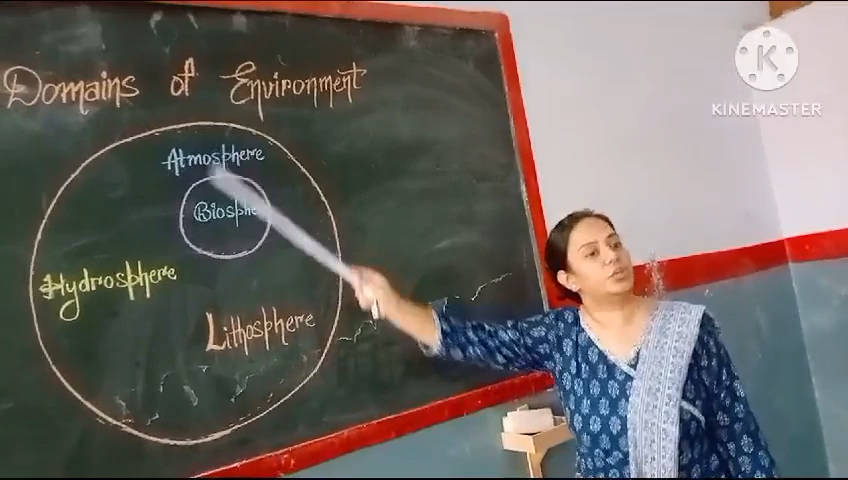 Domains of Environment
Atmosphere
Biosphe
Hydrosphere
Lithosphere
KINEMASTER